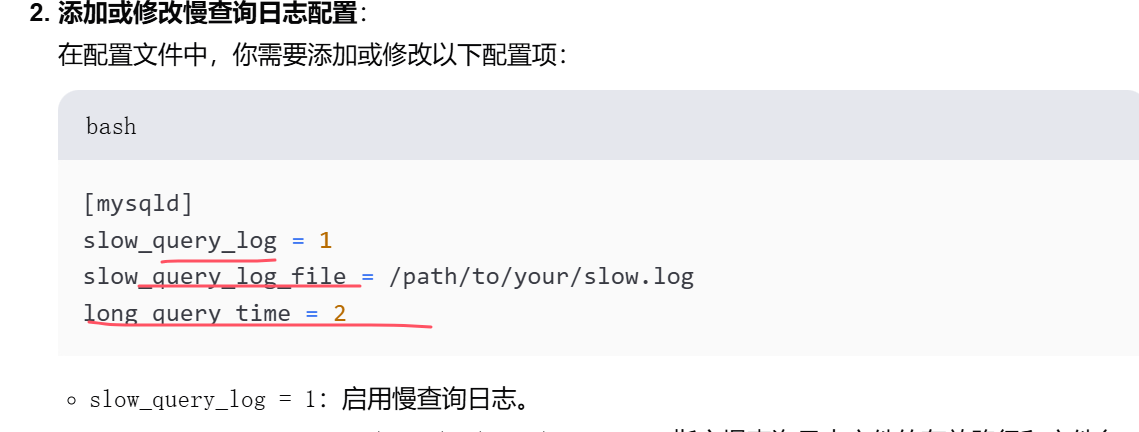 2. 添加或修改慢查询日志配置：
在配置文件中，你需要添加或修改以下配置项：
bash
[mysqld]
slow_query_log = 1
slow_query_log_file = /path/to/your/slow.log
long_query_time = 2
slow_query_log = 1：启用慢查询日志。